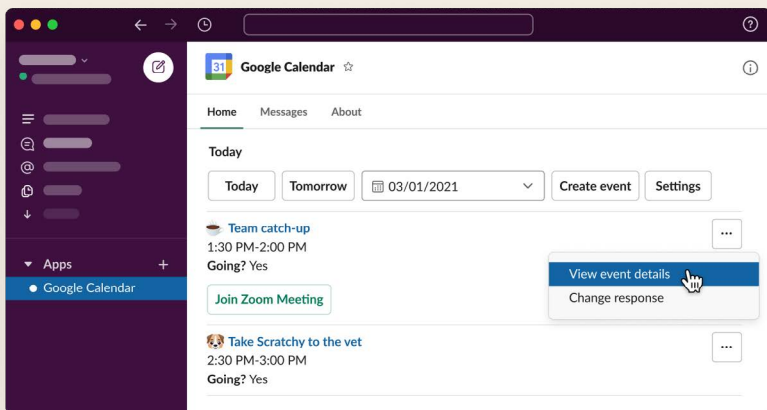 31 Google Calendar
Home Messages About
Today
Today Tomorrow 03/01/2021 Create event Settings
Team catch-up
1:30 PM-2:00 PM
Going? Yes
Join Zoom Meeting
View event details
Change response
Take Scratchy to the vet
2:30 PM-3:00 PM
Going? Yes
Apps
Google Calendar